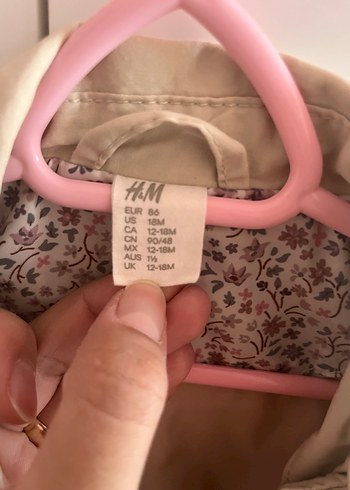 H&M
EUR 86
US 18M
CA 12-18M
CN 90/48
MX 12-18M
AUS 1½
UK 12-18M